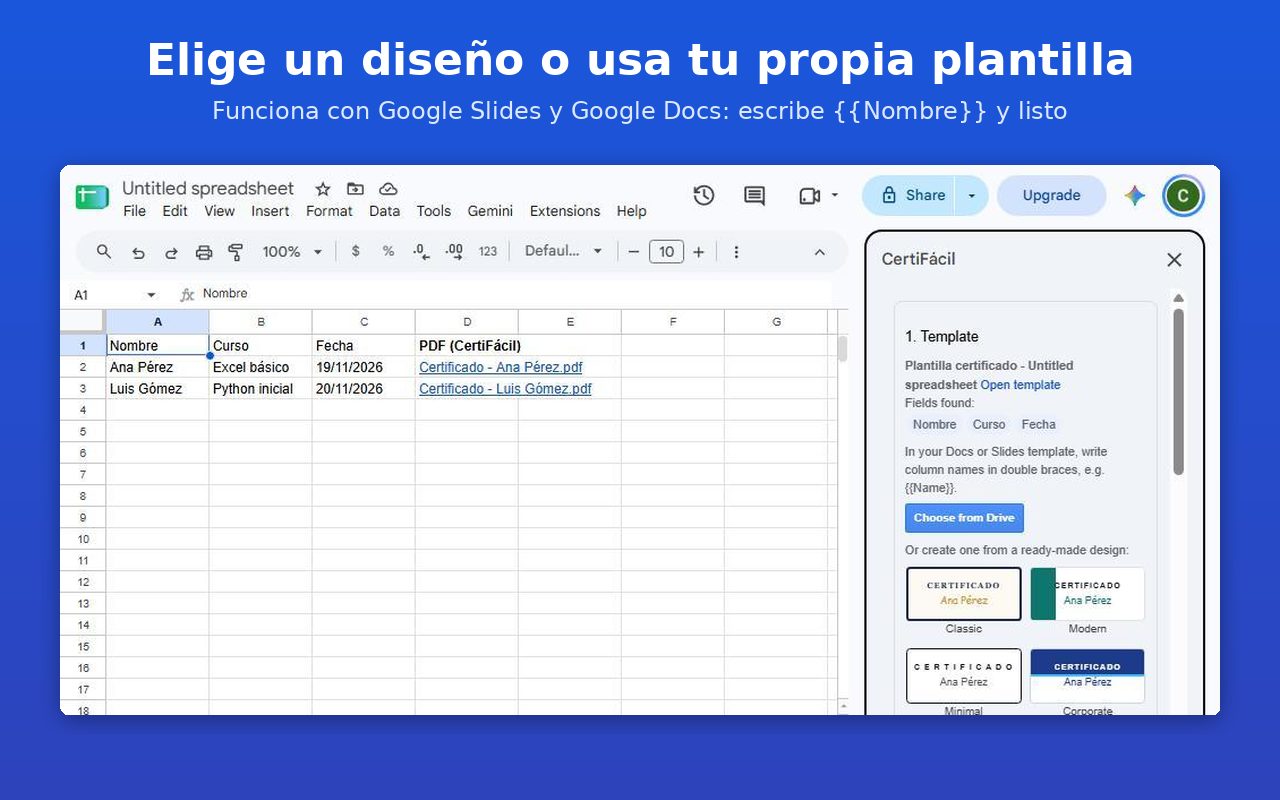 Elige un diseño o usa tu propia plantilla
Funciona con Google Slides y Google Docs: escribe {{Nombre}} y listo
Untitled spreadsheet
File Edit View Insert Format Data Tools Gemini Extensions Help
Share
Upgrade
C
100% $ % .0 .00 123 Defaul... 10
A1 fx Nombre
A B C D E F G
1 Nombre Curso Fecha PDF (CertiFácil)
2 Ana Pérez Excel básico 19/11/2026 Certificado - Ana Pérez.pdf
3 Luis Gómez Python inicial 20/11/2026 Certificado - Luis Gómez.pdf
4
5
6
7
8
9
10
11
12
13
14
15
16
17
18
CertiFácil
1. Template
Plantilla certificado - Untitled
spreadsheet Open template
Fields found:
Nombre Curso Fecha
In your Docs or Slides template, write
column names in double braces, e.g.
{{Name}}.
Choose from Drive
Or create one from a ready-made design:
CERTIFICADO
Ana Pérez
Classic
CERTIFICADO
Ana Pérez
Modern
CERTIFICADO
Ana Pérez
Minimal
CERTIFICADO
Ana Pérez
Corporate